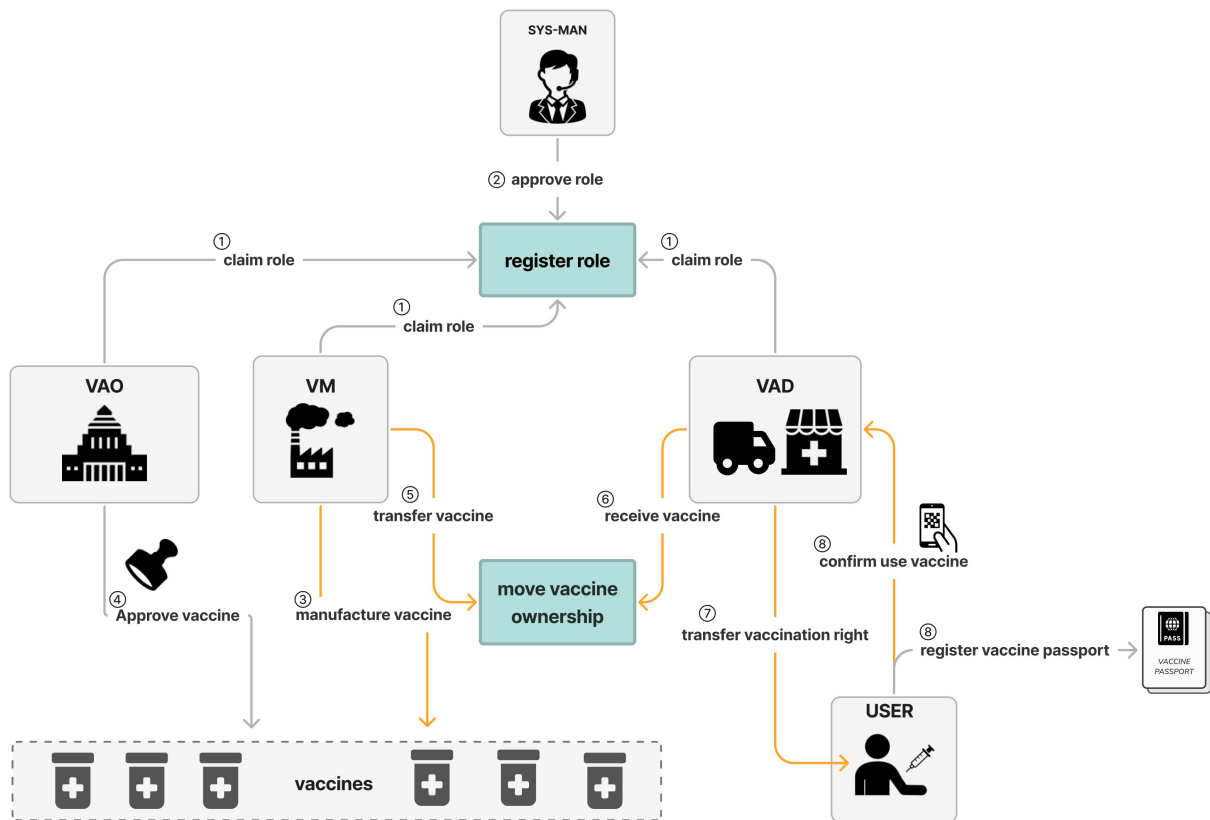 SYS-MAN
② approve role
①
claim role
register role
①
claim role
①
claim role
VAO
VM
VAD
⑤
transfer vaccine
⑥
receive vaccine
⑧
confirm use vaccine
④
Approve vaccine
③
manufacture vaccine
move vaccine
ownership
⑦
transfer vaccination right
⑧
register vaccine passport
PASS
VACCINE
PASSPORT
USER
vaccines